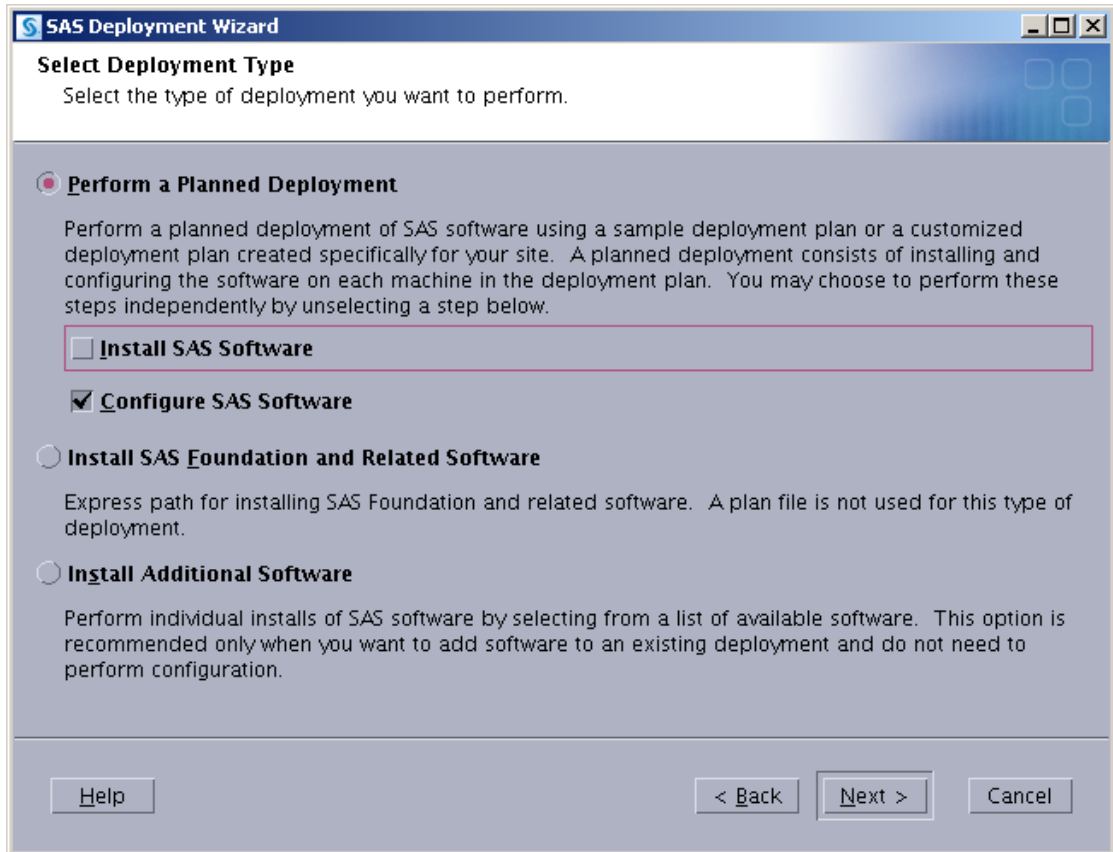 SAS Deployment Wizard
Select Deployment Type
Select the type of deployment you want to perform.
Perform a Planned Deployment
Perform a planned deployment of SAS software using a sample deployment plan or a customized
deployment plan created specifically for your site.  A planned deployment consists of installing and
configuring the software on each machine in the deployment plan.  You may choose to perform these
steps independently by unselecting a step below.
Install SAS Software
Configure SAS Software
Install SAS Foundation and Related Software
Express path for installing SAS Foundation and related software.  A plan file is not used for this type of
deployment.
Install Additional Software
Perform individual installs of SAS software by selecting from a list of available software.  This option is
recommended only when you want to add software to an existing deployment and do not need to
perform configuration.
Help
< Back
Next >
Cancel